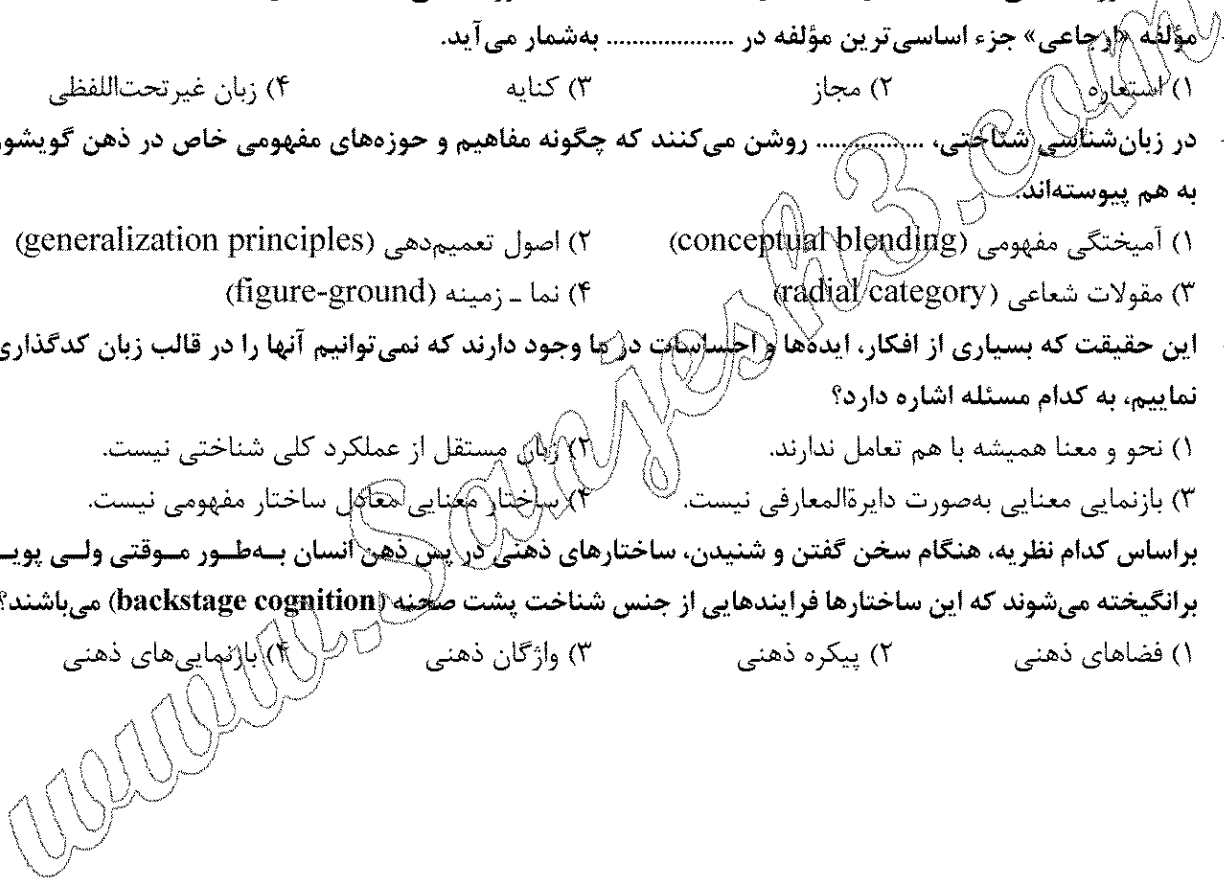 مؤلفه «ارجاعی» جزء اساسی‌ترین مؤلفه در .................... به‌شمار می‌آید.
۱) استعاره ۲) مجاز ۳) کنایه ۴) زبان غیرتحت‌اللفظی
در زبان‌شناسی شناختی، ................. روشن می‌کنند که چگونه مفاهیم و حوزه‌های مفهومی خاص در ذهن گویشور
به هم پیوسته‌اند.
۱) آمیختگی مفهومی (conceptual blending) ۲) اصول تعمیم‌دهی (generalization principles)
۳) مقولات شعاعی (radial category) ۴) نما ـ زمینه (figure-ground)
این حقیقت که بسیاری از افکار، ایده‌ها و احساسات در ما وجود دارند که نمی‌توانیم آنها را در قالب زبان کدگذاری
نماییم، به کدام مسئله اشاره دارد؟
۱) نحو و معنا همیشه با هم تعامل ندارند. ۲) زبان مستقل از عملکرد کلی شناختی نیست.
۳) بازنمایی معنایی به‌صورت دایرةالمعارفی نیست. ۴) ساختار معنایی معادل ساختار مفهومی نیست.
براساس کدام نظریه، هنگام سخن گفتن و شنیدن، ساختارهای ذهنی در پس ذهن انسان بــه‌طــور مــوقتی ولــی پویــ
برانگیخته می‌شوند که این ساختارها فرایندهایی از جنس شناخت پشت صحنه (backstage cognition) می‌باشند؟
۱) فضاهای ذهنی ۲) پیکره ذهنی ۳) واژگان ذهنی ۴) بازنمایی‌های ذهنی
www.Sanjesh3.com